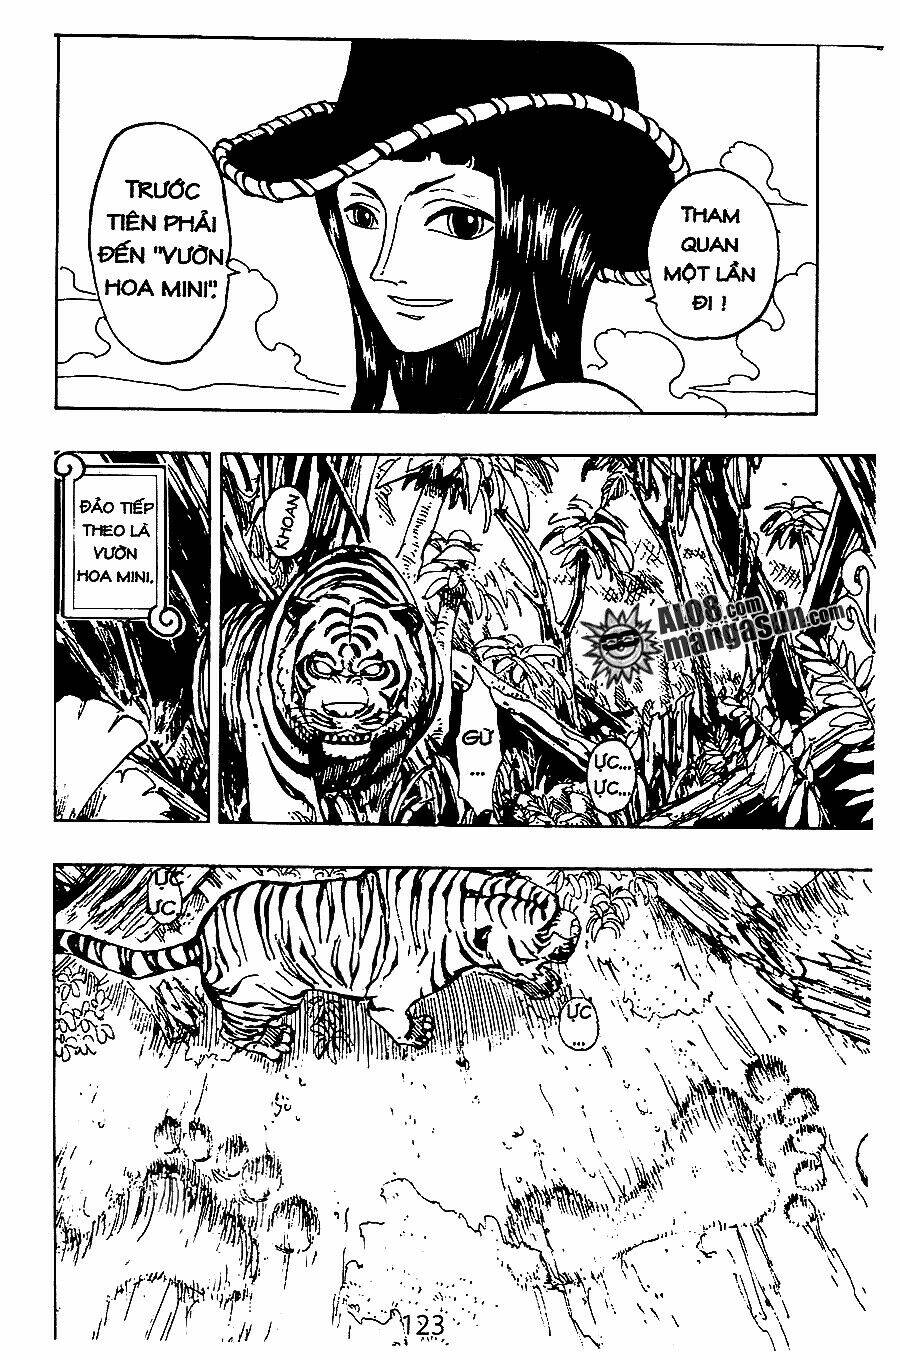 TRƯỚC
TIÊN PHẢI
ĐẾN "VƯỜN
HOA MINI".
THAM
QUAN
MỘT LẦN
ĐI !
ĐẢO TIẾP
THEO LÀ
VƯỜN
HOA MINI.
KHOAN
ALO8.com
mangasun.com
GỪ
...
ỰC...
ỰC...
ỰC
ỰC
ỰC
...
123